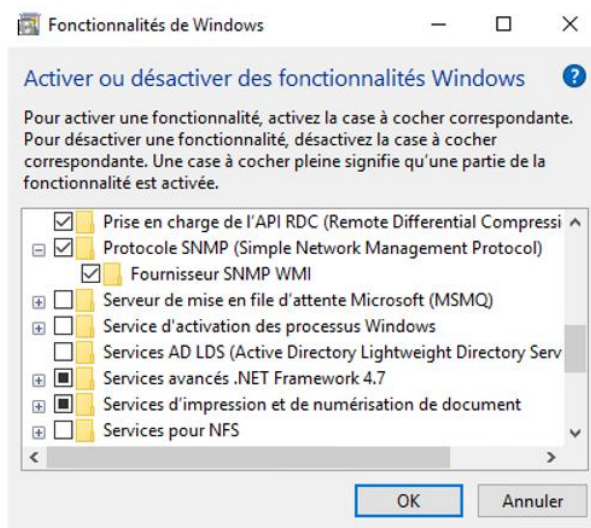 Fonctionnalités de Windows
Activer ou désactiver des fonctionnalités Windows
Pour activer une fonctionnalité, activez la case à cocher correspondante.
Pour désactiver une fonctionnalité, désactivez la case à cocher
correspondante. Une case à cocher pleine signifie qu'une partie de la
fonctionnalité est activée.
Prise en charge de l'API RDC (Remote Differential Compressi
Protocole SNMP (Simple Network Management Protocol)
Fournisseur SNMP WMI
Serveur de mise en file d'attente Microsoft (MSMQ)
Service d'activation des processus Windows
Services AD LDS (Active Directory Lightweight Directory Serv
Services avancés .NET Framework 4.7
Services d'impression et de numérisation de document
Services pour NFS
OK Annuler